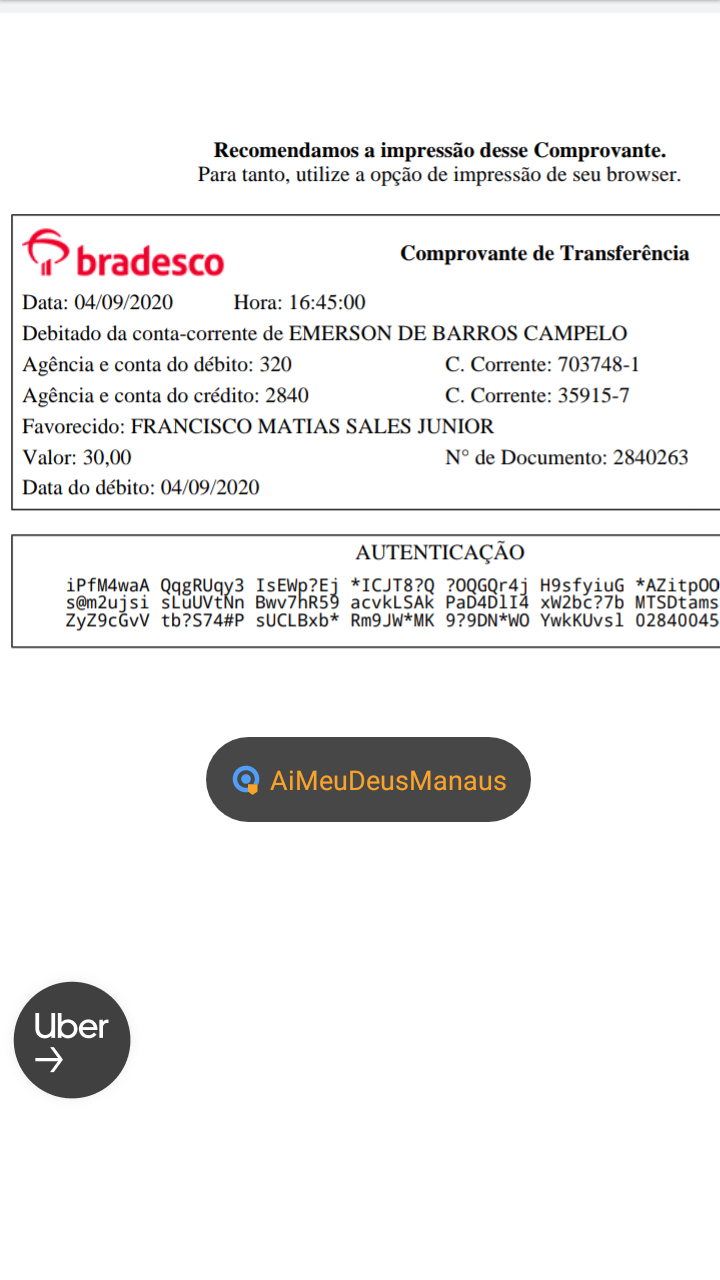 Recomendamos a impressão desse Comprovante.
Para tanto, utilize a opção de impressão de seu browser.
bradesco Comprovante de Transferência
Data: 04/09/2020 Hora: 16:45:00
Debitado da conta-corrente de EMERSON DE BARROS CAMPELO
Agência e conta do débito: 320 C. Corrente: 703748-1
Agência e conta do crédito: 2840 C. Corrente: 35915-7
Favorecido: FRANCISCO MATIAS SALES JUNIOR
Valor: 30,00 N° de Documento: 2840263
Data do débito: 04/09/2020
AUTENTICAÇÃO
iPfM4waA QqgRUqy3 IsEWp?Ej *ICJT8?Q ?OQGQr4j H9sfyiuG *AZitpOO
s@m2ujsi sLuUVtNn Bwv7hR59 acvkLSAk PaD4DlI4 xW2bc?7b MTSDtams
ZyZ9cGvV tb?S74#P sUCLBxb* Rm9JW*MK 9?9DN*WO YwkKUvsl 02840045
AiMeuDeusManaus
Uber